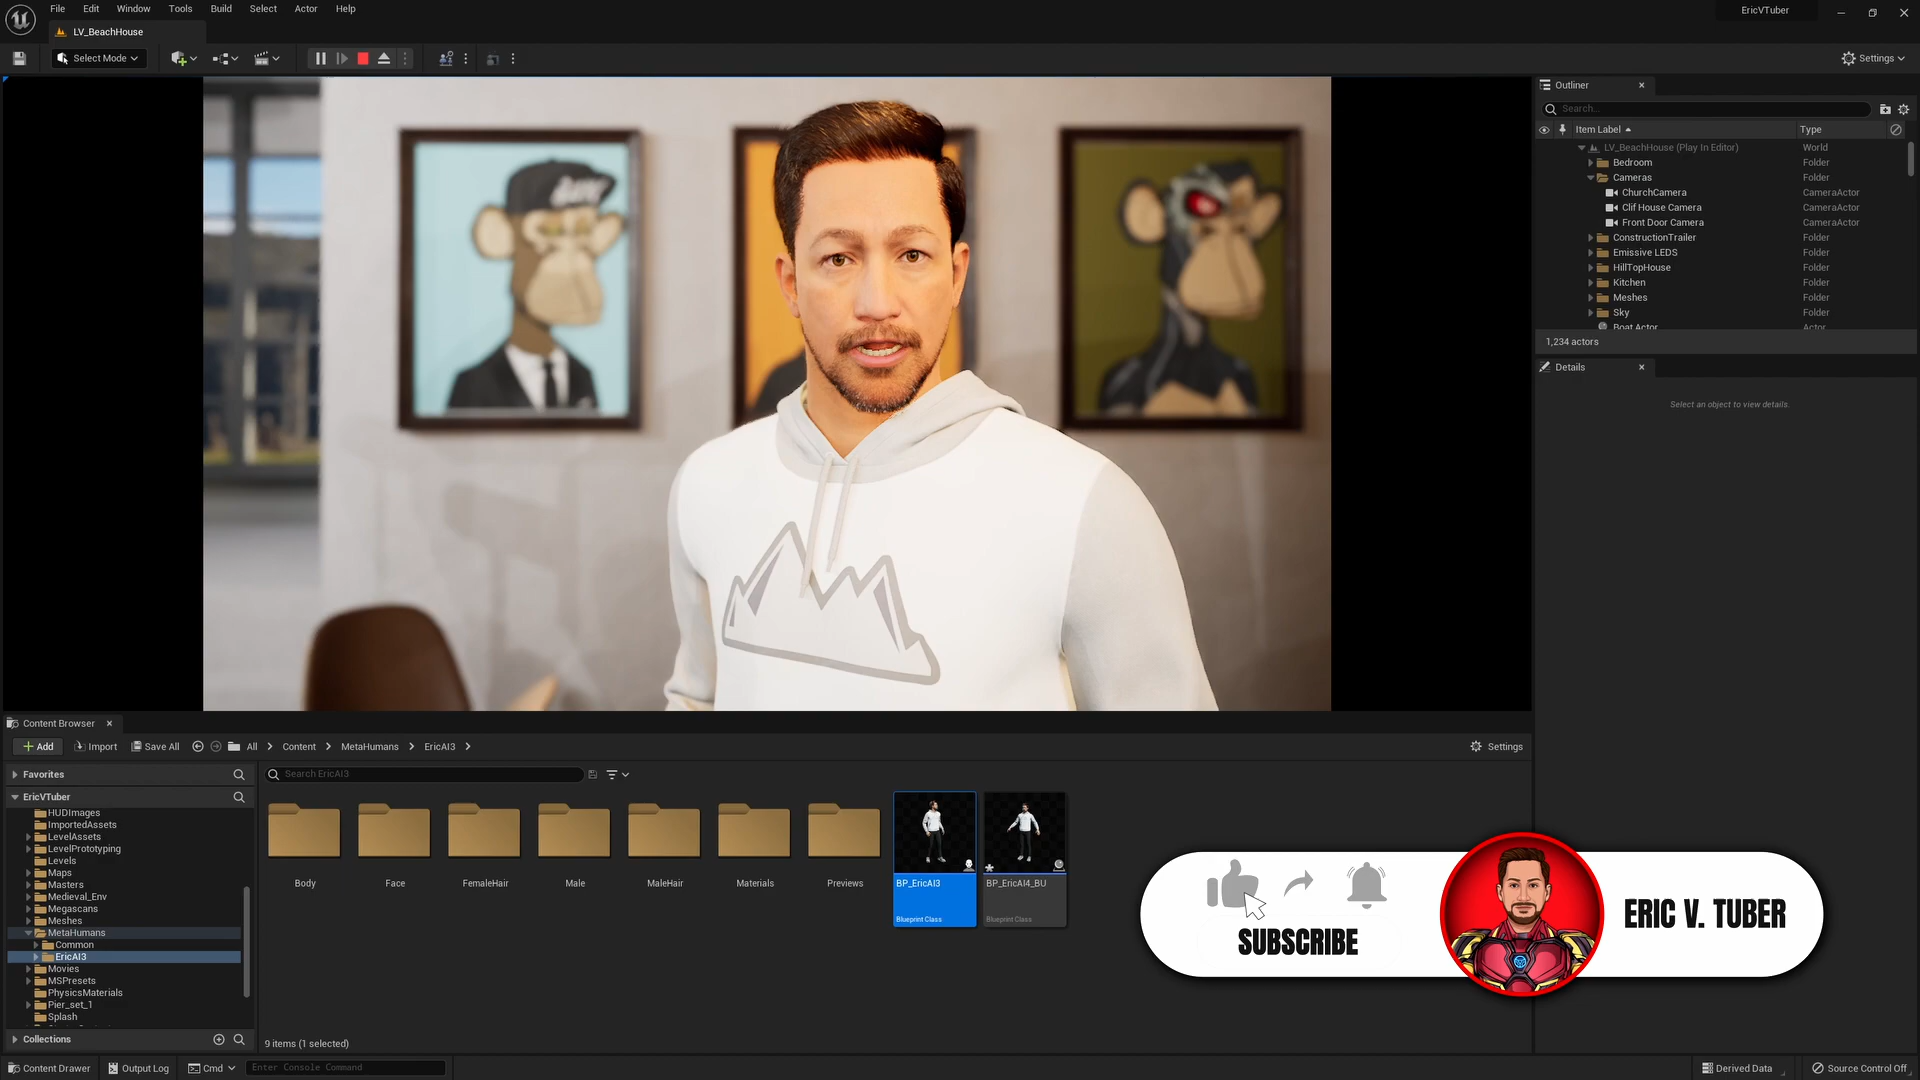 File Edit Window Tools Build Select Actor Help
EricVTuber
LV_BeachHouse
Select Mode
Settings
Outliner
Search...
Item Label Type
LV_BeachHouse (Play In Editor) World
Bedroom Folder
Cameras Folder
ChurchCamera CameraActor
Clif House Camera CameraActor
Front Door Camera CameraActor
ConstructionTrailer Folder
Emissive LEDS Folder
HillTopHouse Folder
Kitchen Folder
Meshes Folder
Sky Folder
Boat Actor Actor
1,234 actors
Details
Select an object to view details.
Content Browser
Add Import Save All All Content MetaHumans EricAI3
Settings
Favorites
Search EricAI3
EricVTuber
HUDImages
ImportedAssets
LevelAssets
LevelPrototyping
Levels
Maps
Masters
Medieval_Env
Megascans
Meshes
MetaHumans
Common
EricAI3
Movies
MSPresets
PhysicsMaterials
Pier_set_1
Splash
Collections
Body Face FemaleHair Male MaleHair Materials Previews
BP_EricAI3
Blueprint Class
BP_EricAI4_BU
Blueprint Class
9 items (1 selected)
SUBSCRIBE
ERIC V. TUBER
Content Drawer Output Log Cmd Enter Console Command
Derived Data Source Control Off